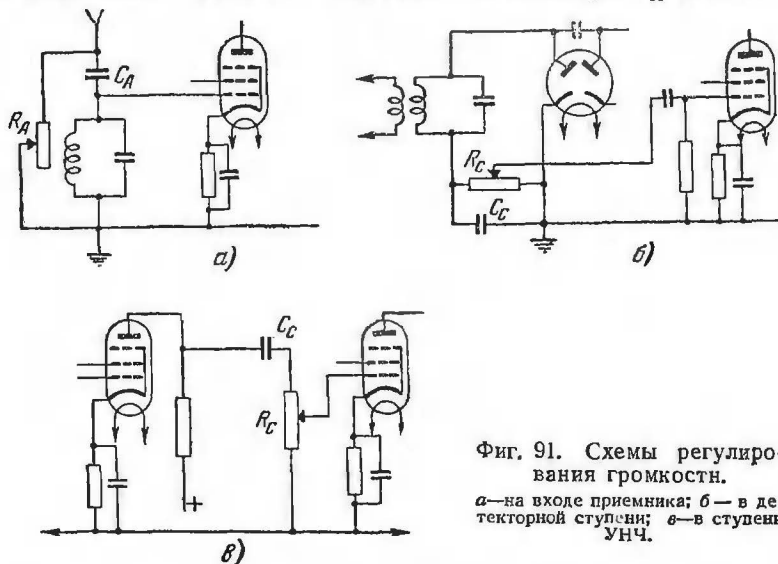 C_A
R_A
а)
R_C
C_C
б)
C_C
R_C
+
в)
Фиг. 91. Схемы регулиро-
вания громкости.
а—на входе приемника; б — в де-
текторной ступени; в—в ступени
УНЧ.